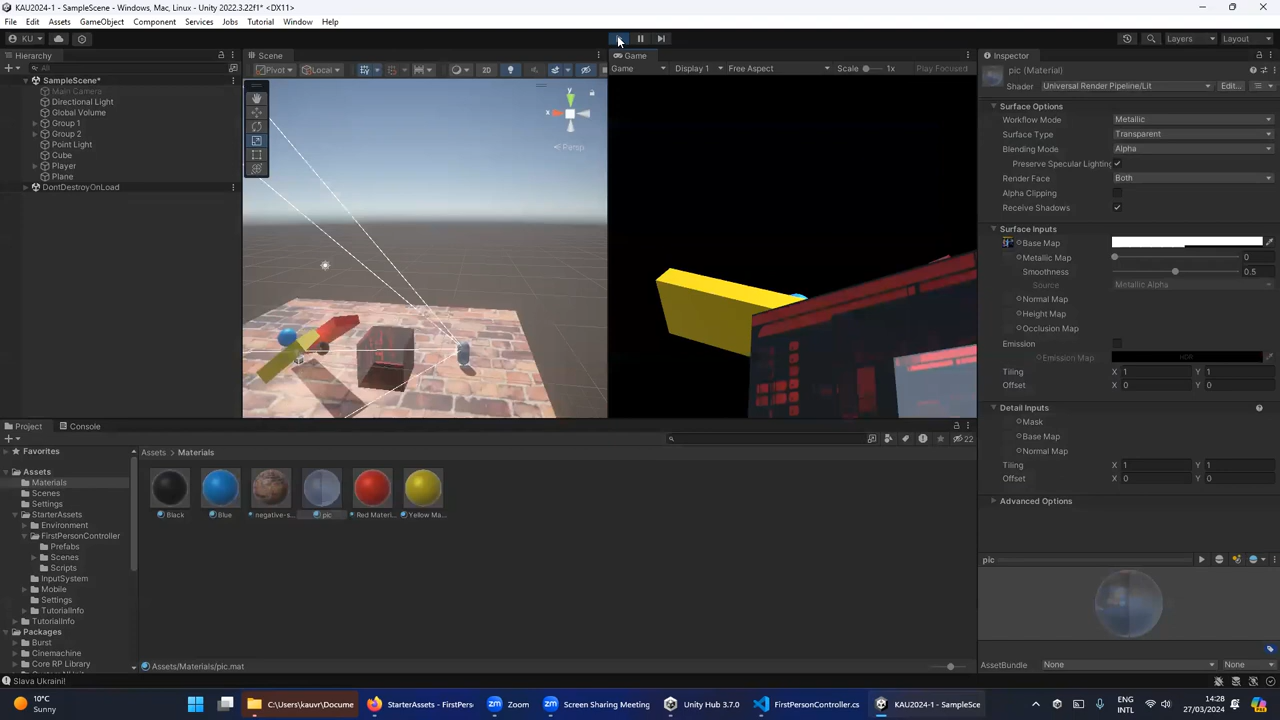 KAU2024-1 - SampleScene - Windows, Mac, Linux - Unity 2022.3.22f1* <DX11>
File Edit Assets GameObject Component Services Jobs Tutorial Window Help
KU Layers Layout
Hierarchy Scene Game Inspector
All Pivot Local 2D Game Display 1 Free Aspect Scale 1x Play Focused pic (Material)
SampleScene* Shader Universal Render Pipeline/Lit Edit...
Main Camera
Directional Light
Global Volume
Group 1
Group 2
Point Light
Cube
Player
Plane
DontDestroyOnLoad
y
x
Persp
Surface Options
Workflow Mode Metallic
Surface Type Transparent
Blending Mode Alpha
Preserve Specular Lighting
Render Face Both
Alpha Clipping
Receive Shadows
Surface Inputs
Base Map
Metallic Map 0
Smoothness 0.5
Source Metallic Alpha
Normal Map
Height Map
Occlusion Map
Emission
Emission Map HDR
Tiling X 1 Y 1
Offset X 0 Y 0
Detail Inputs
Mask
Base Map
Normal Map
Tiling X 1 Y 1
Offset X 0 Y 0
Advanced Options
Project Console
22
Favorites
Assets
Materials
Scenes
Settings
StarterAssets
Environment
FirstPersonController
Prefabs
Scenes
Scripts
InputSystem
Mobile
Settings
TutorialInfo
TutorialInfo
Packages
Burst
Cinemachine
Core RP Library
Assets > Materials
Black Blue negative-s... pic Red Materi... Yellow Ma...
Assets/Materials/pic.mat
pic
AssetBundle None None
Slava Ukraini!
10°C
Sunny
C:\Users\kauvr\Docume StarterAssets - FirstPers Zoom Screen Sharing Meeting Unity Hub 3.7.0 FirstPersonController.cs KAU2024-1 - SampleSce
ENG
INTL
14:28
27/03/2024